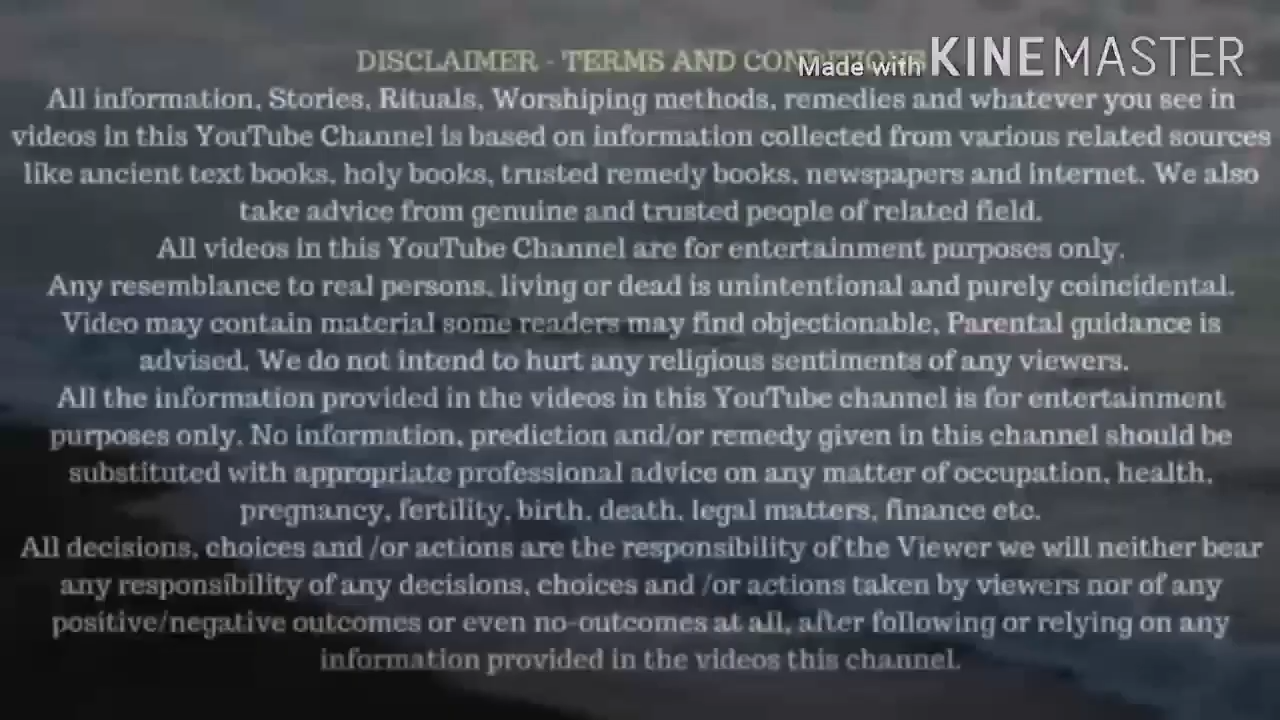 DISCLAIMER - TERMS AND CONDITIONS
Made with KINEMASTER
All information, Stories, Rituals, Worshiping methods, remedies and whatever you see in
videos in this YouTube Channel is based on information collected from various related sources
like ancient text books, holy books, trusted remedy books, newspapers and internet. We also
take advice from genuine and trusted people of related field.
All videos in this YouTube Channel are for entertainment purposes only.
Any resemblance to real persons, living or dead is unintentional and purely coincidental.
Video may contain material some readers may find objectionable, Parental guidance is
advised. We do not intend to hurt any religious sentiments of any viewers.
All the information provided in the videos in this YouTube channel is for entertainment
purposes only. No information, prediction and/or remedy given in this channel should be
substituted with appropriate professional advice on any matter of occupation, health,
pregnancy, fertility, birth, death, legal matters, finance etc.
All decisions, choices and /or actions are the responsibility of the Viewer we will neither bear
any responsibility of any decisions, choices and /or actions taken by viewers nor of any
positive/negative outcomes or even no-outcomes at all, after following or relying on any
information provided in the videos this channel.